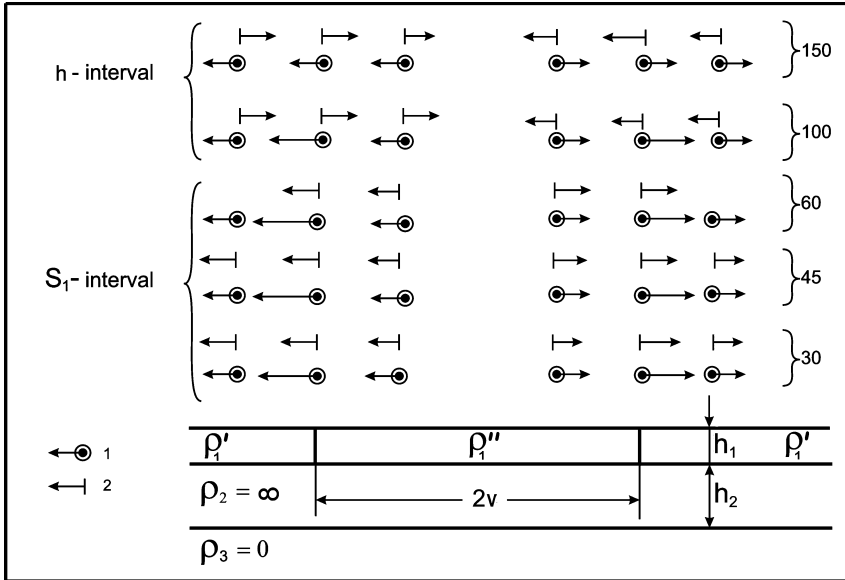 h - interval
150
100
S₁- interval
60
45
30
ρ₁′ ρ₁″ h₁ ρ₁′
1
2
ρ₂ = ∞ 2v h₂
ρ₃ = 0